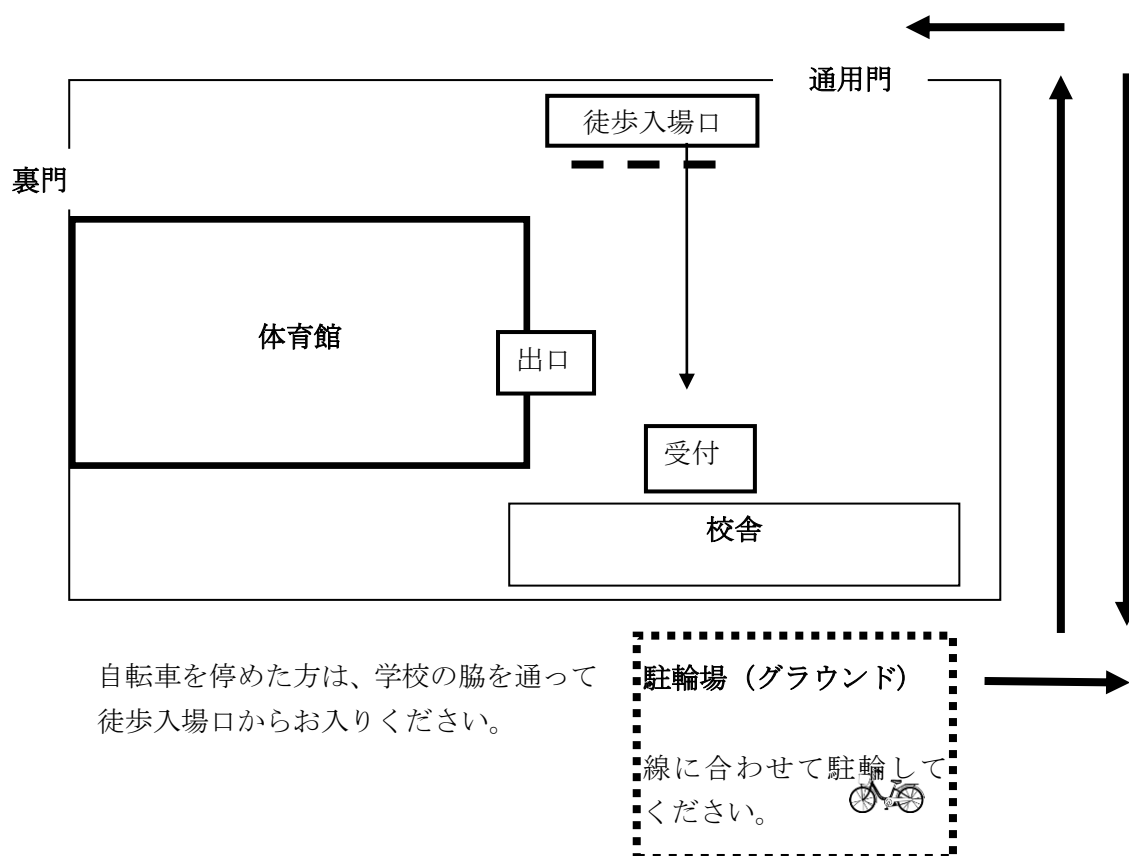 通用門
徒歩入場口
裏門
体育館
出口
受付
校舎
自転車を停めた方は、学校の脇を通って
徒歩入場口からお入りください。
駐輪場（グラウンド）
線に合わせて駐輪して
ください。